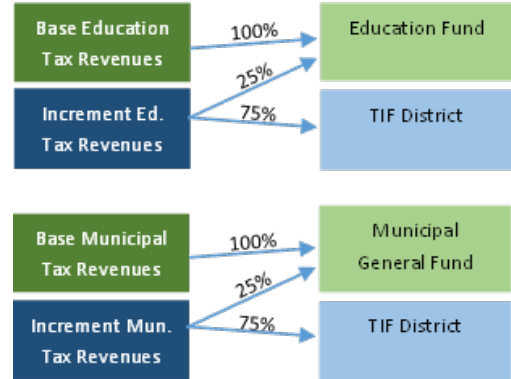 Base Education
Tax Revenues
100%
Education Fund
25%
Increment Ed.
Tax Revenues
75%
TIF District
Base Municipal
Tax Revenues
100%
Municipal
General Fund
25%
Increment Mun.
Tax Revenues
75%
TIF District